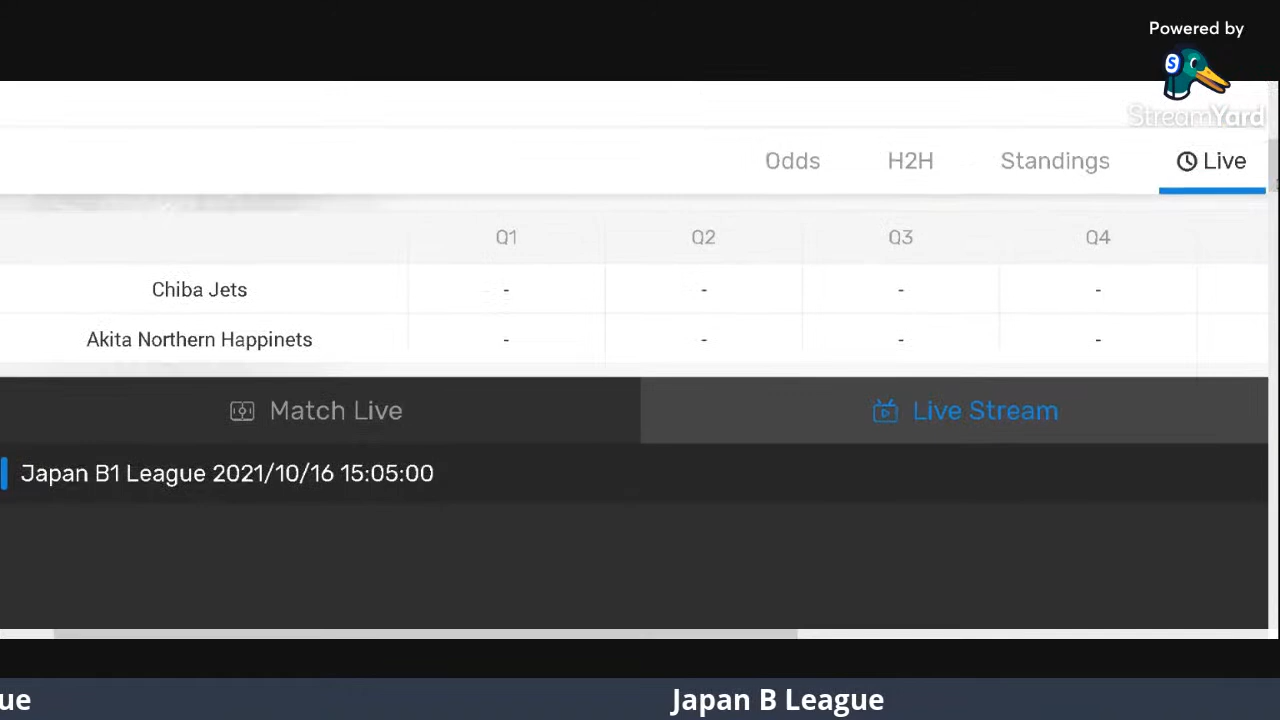 Powered by
S
StreamYard
Odds H2H Standings Live
Q1 Q2 Q3 Q4
Chiba Jets - - - -
Akita Northern Happinets - - - -
Match Live Live Stream
Japan B1 League 2021/10/16 15:05:00
ue Japan B League